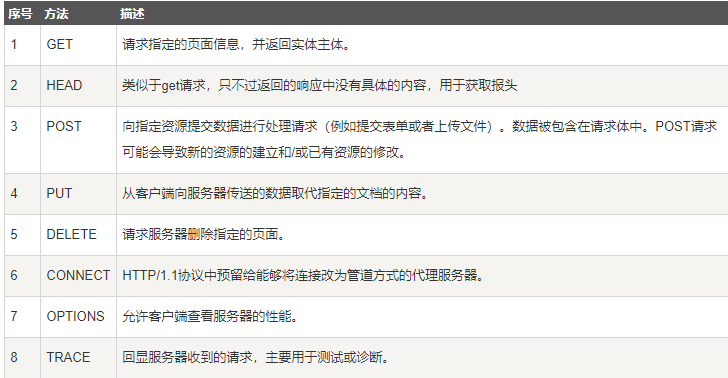 序号 方法 描述
1 GET 请求指定的页面信息，并返回实体主体。
2 HEAD 类似于get请求，只不过返回的响应中没有具体的内容，用于获取报头
3 POST 向指定资源提交数据进行处理请求（例如提交表单或者上传文件）。数据被包含在请求体中。POST请求
可能会导致新的资源的建立和/或已有资源的修改。
4 PUT 从客户端向服务器传送的数据取代指定的文档的内容。
5 DELETE 请求服务器删除指定的页面。
6 CONNECT HTTP/1.1协议中预留给能够将连接改为管道方式的代理服务器。
7 OPTIONS 允许客户端查看服务器的性能。
8 TRACE 回显服务器收到的请求，主要用于测试或诊断。